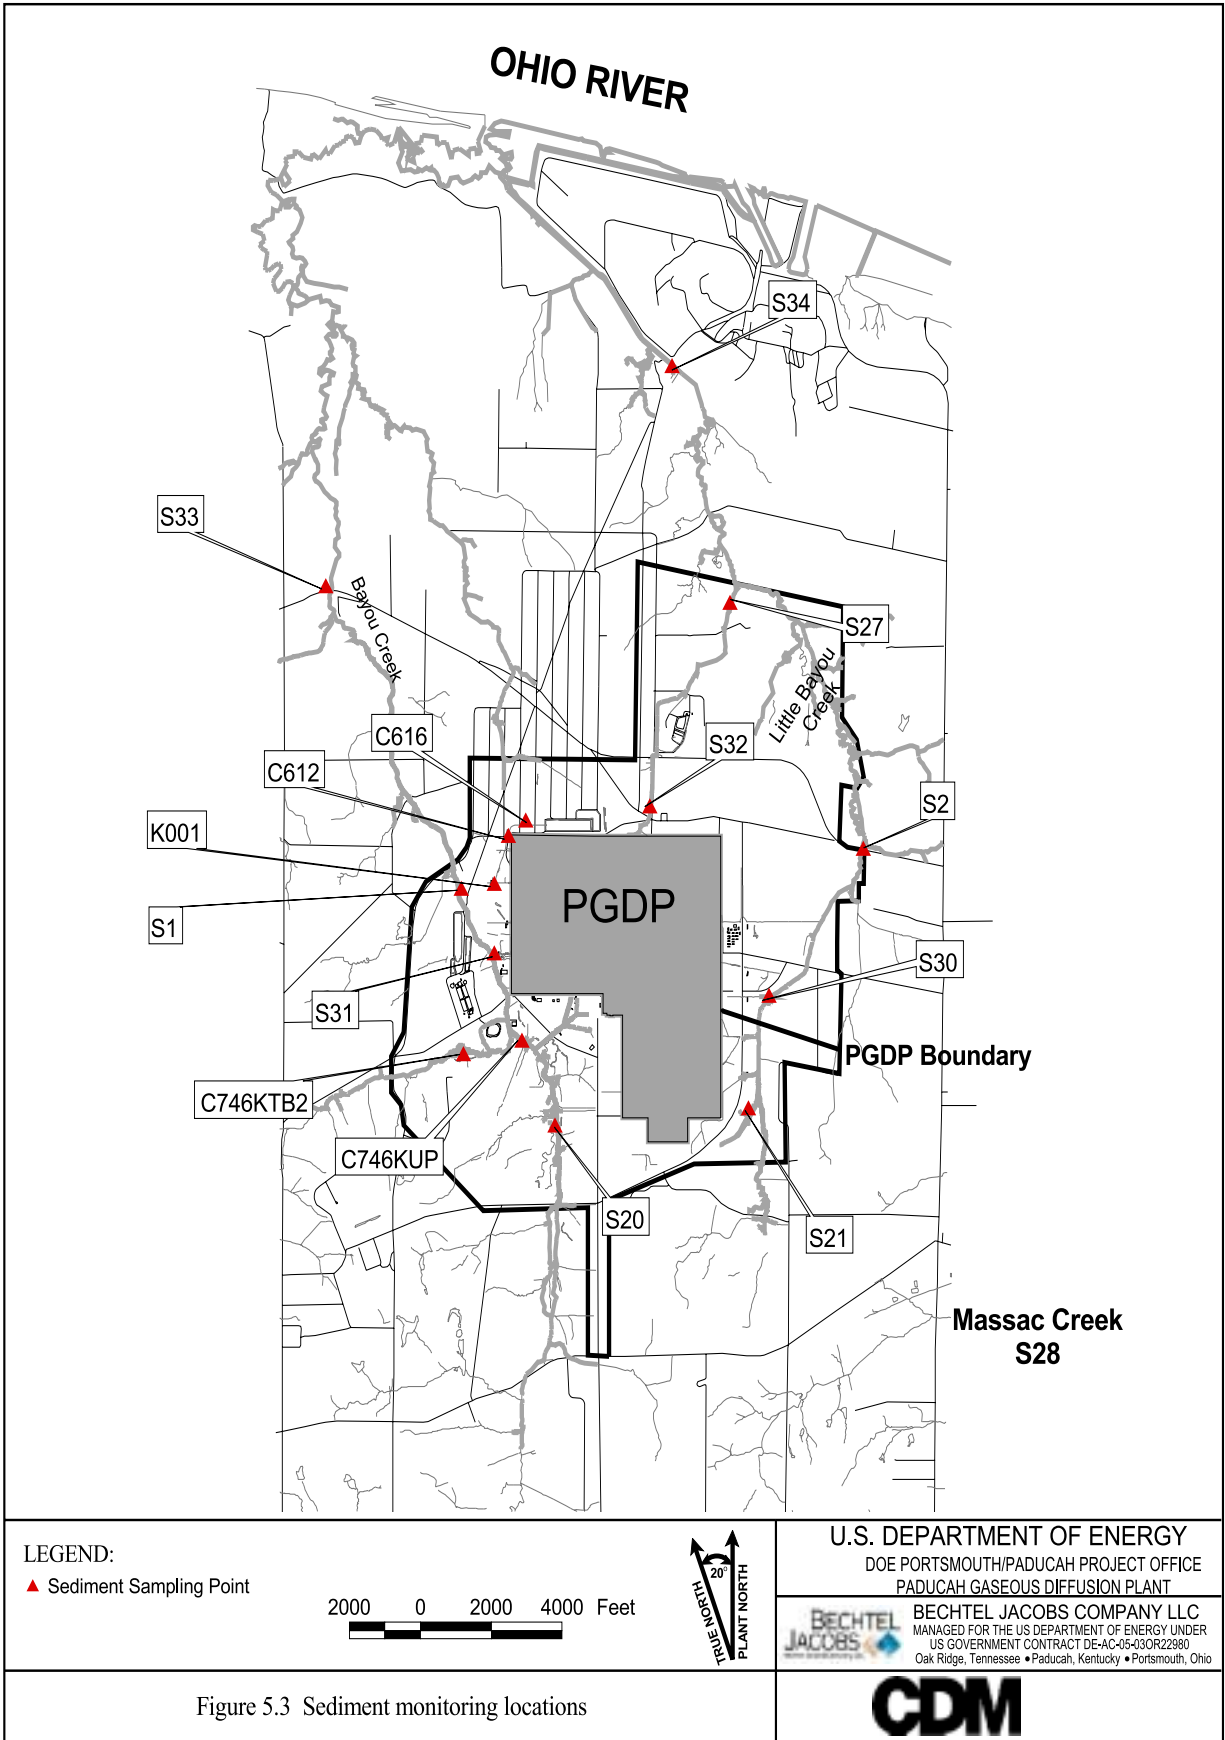 OHIO RIVER
S34
S33
S27
Bayou Creek
Little Bayou
Creek
C616
S32
C612
S2
K001
PGDP
S1
S30
S31
PGDP Boundary
C746KTB2
C746KUP
S20
S21
Massac Creek
S28
LEGEND:
Sediment Sampling Point
2000 0 2000 4000 Feet
20°
TRUE NORTH
PLANT NORTH
U.S. DEPARTMENT OF ENERGY
DOE PORTSMOUTH/PADUCAH PROJECT OFFICE
PADUCAH GASEOUS DIFFUSION PLANT
BECHTEL
JACOBS
BECHTEL JACOBS COMPANY LLC
MANAGED FOR THE US DEPARTMENT OF ENERGY UNDER
US GOVERNMENT CONTRACT DE-AC-05-03OR22980
Oak Ridge, Tennessee • Paducah, Kentucky • Portsmouth, Ohio
Figure 5.3 Sediment monitoring locations
CDM